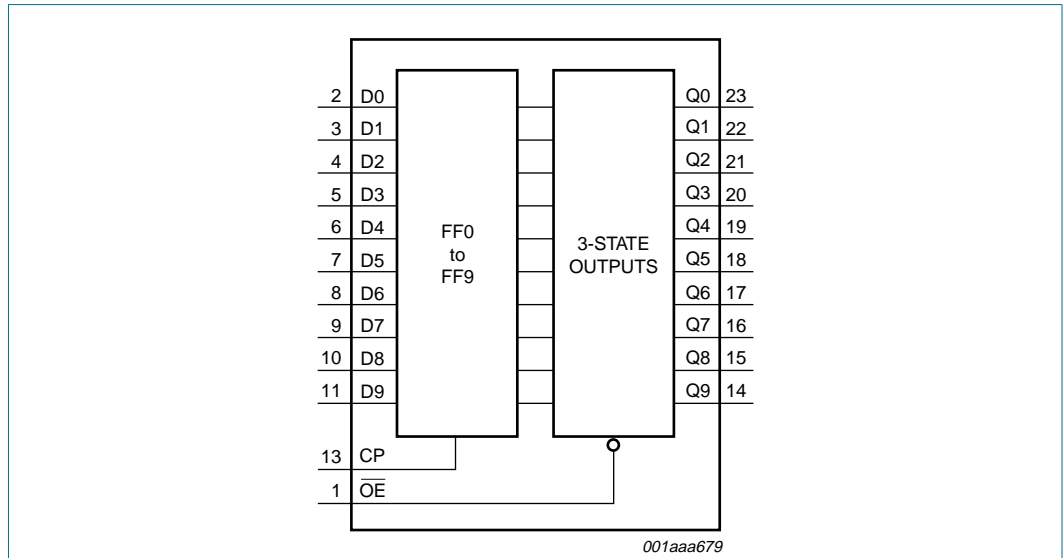 2 D0 Q0 23
3 D1 Q1 22
4 D2 Q2 21
5 D3 Q3 20
6 D4 FF0 Q4 19
to 3-STATE
7 D5 FF9 OUTPUTS Q5 18
8 D6 Q6 17
9 D7 Q7 16
10 D8 Q8 15
11 D9 Q9 14
13 CP
1 O̅E̅
001aaa679